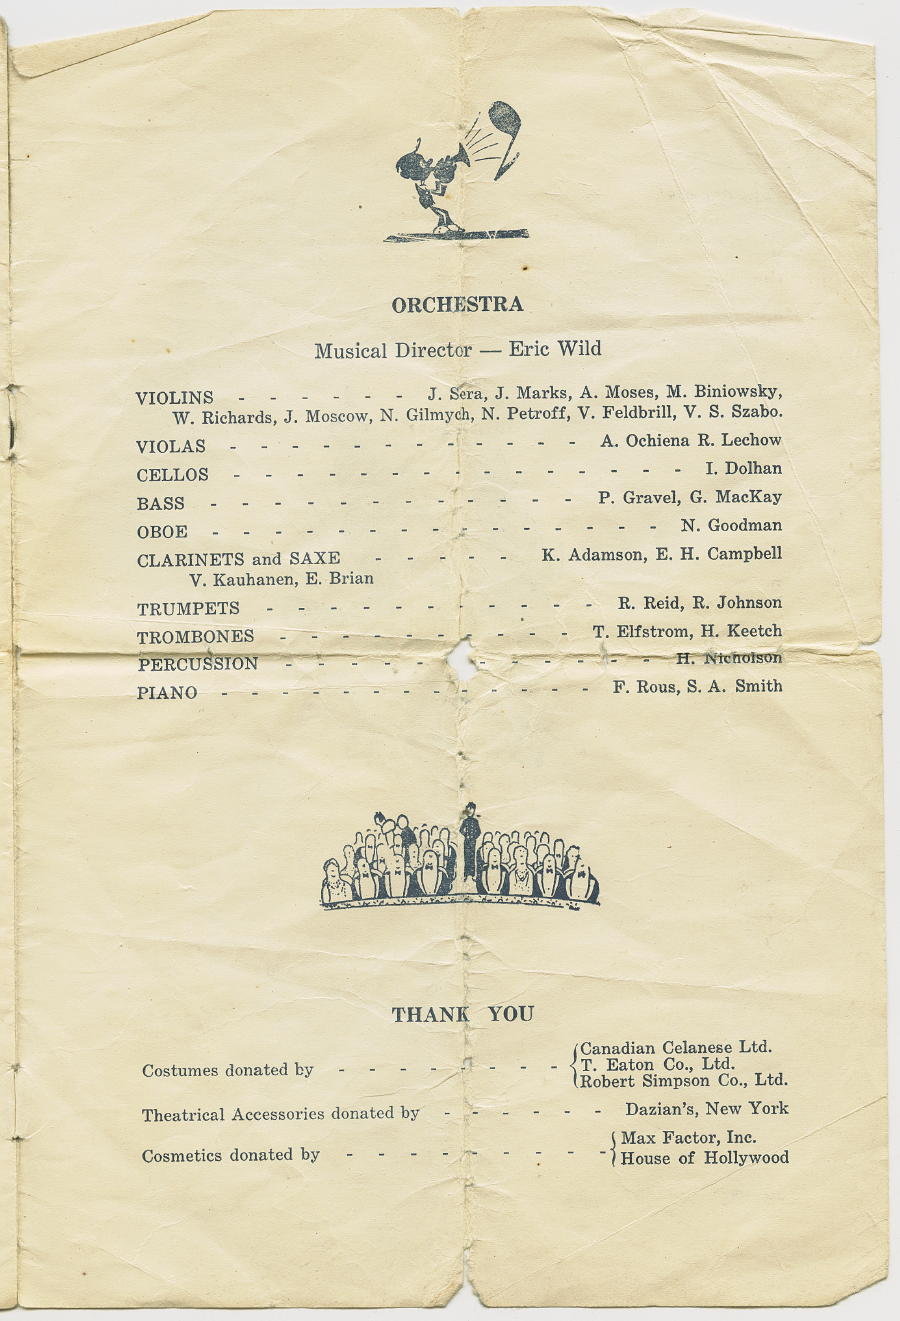 ORCHESTRA
Musical Director — Eric Wild
VIOLINS - - - - - - J. Sera, J. Marks, A. Moses, M. Biniowsky,
W. Richards, J. Moscow, N. Gilmych, N. Petroff, V. Feldbrill, V. S. Szabo.
VIOLAS - - - - - - - - - - - - A. Ochiena R. Lechow
CELLOS - - - - - - - - - - - - - - - I. Dolhan
BASS - - - - - - - - - - - - P. Gravel, G. MacKay
OBOE - - - - - - - - - - - - - - - N. Goodman
CLARINETS and SAXE - - - - - K. Adamson, E. H. Campbell
V. Kauhanen, E. Brian
TRUMPETS - - - - - - - - - - - R. Reid, R. Johnson
TROMBONES - - - - - - - - - - T. Elfstrom, H. Keetch
PERCUSSION - - - - - - - - - - - - H. Nicholson
PIANO - - - - - - - - - - - - F. Rous, S. A. Smith
THANK YOU
Costumes donated by - - - - - - - - { Canadian Celanese Ltd.
T. Eaton Co., Ltd.
Robert Simpson Co., Ltd.
Theatrical Accessories donated by - - - - - - Dazian's, New York
Cosmetics donated by - - - - - - - - - { Max Factor, Inc.
House of Hollywood